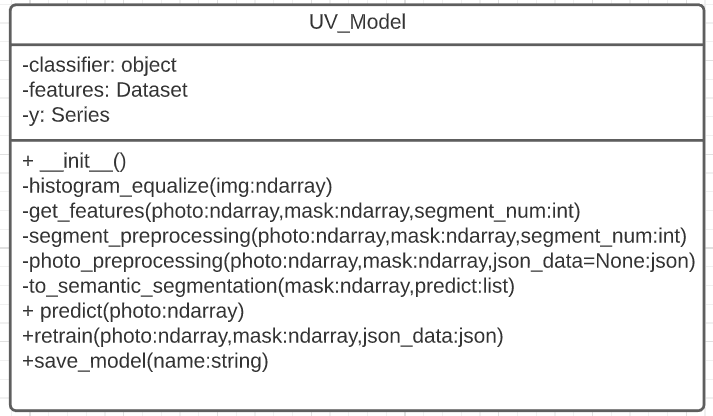 UV_Model
-classifier: object
-features: Dataset
-y: Series
+ __init__()
-histogram_equalize(img:ndarray)
-get_features(photo:ndarray,mask:ndarray,segment_num:int)
-segment_preprocessing(photo:ndarray,mask:ndarray,segment_num:int)
-photo_preprocessing(photo:ndarray,mask:ndarray,json_data=None:json)
-to_semantic_segmentation(mask:ndarray,predict:list)
+ predict(photo:ndarray)
+retrain(photo:ndarray,mask:ndarray,json_data:json)
+save_model(name:string)